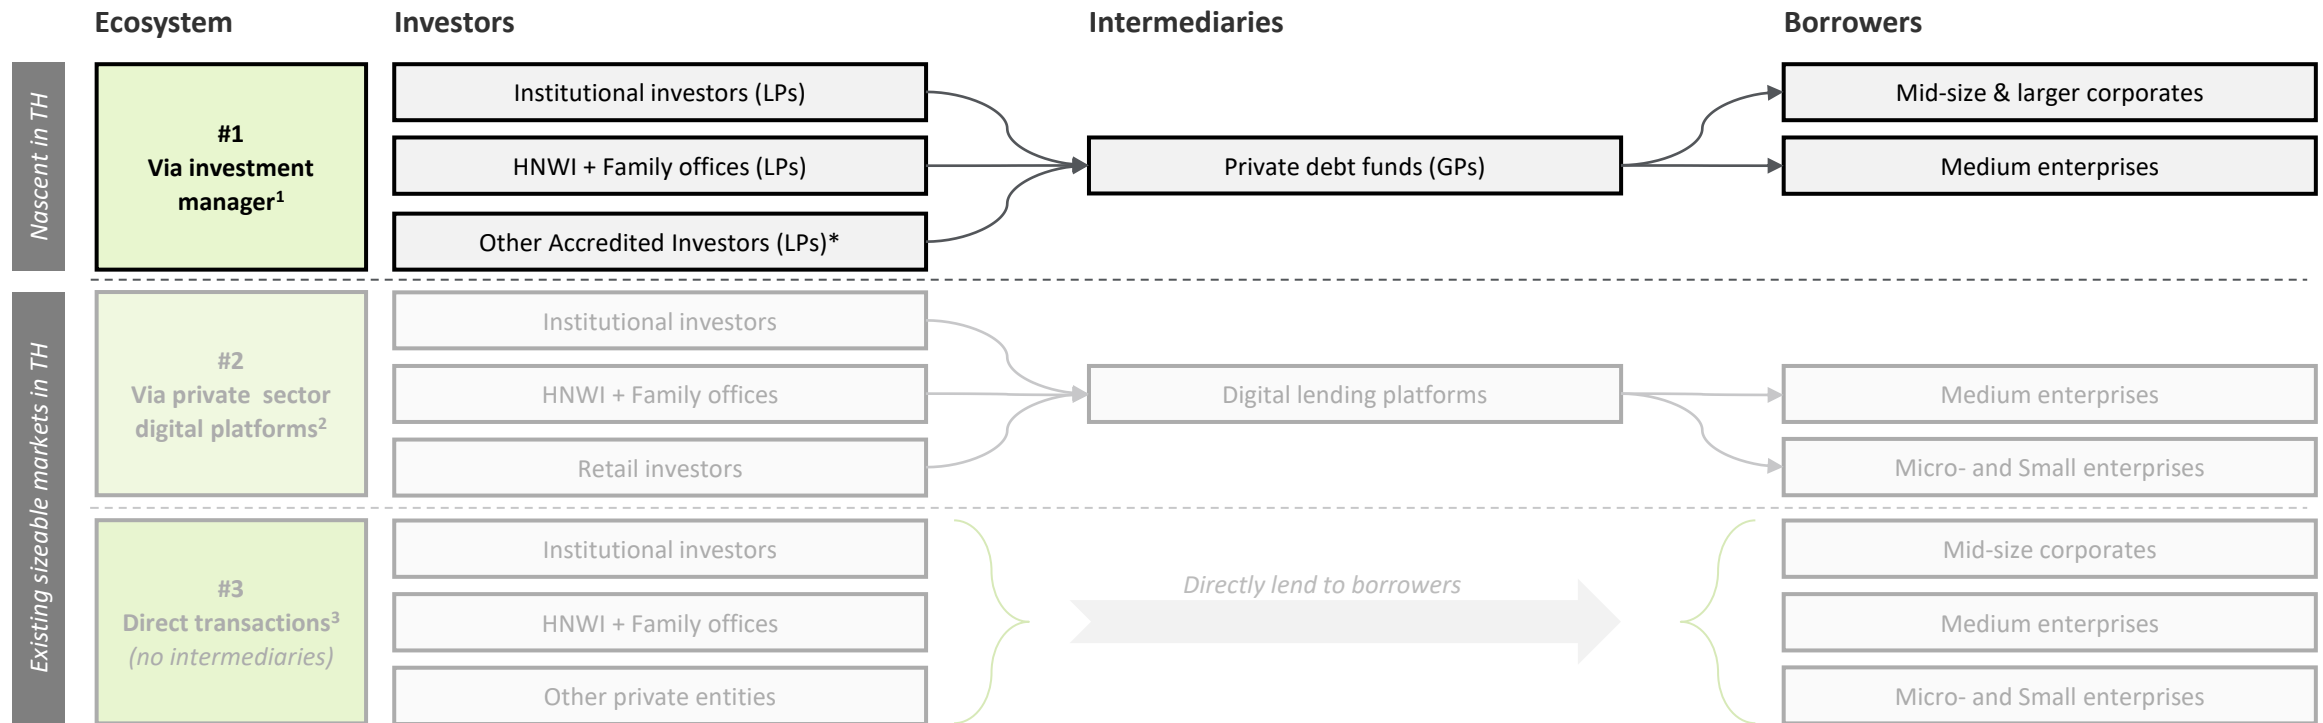 Ecosystem
Investors
Intermediaries
Borrowers
Nascent in TH
#1
Via investment
manager¹
Institutional investors (LPs)
HNWI + Family offices (LPs)
Other Accredited Investors (LPs)*
Private debt funds (GPs)
Mid-size & larger corporates
Medium enterprises
Existing sizeable markets in TH
#2
Via private sector
digital platforms²
Institutional investors
HNWI + Family offices
Retail investors
Digital lending platforms
Medium enterprises
Micro- and Small enterprises
#3
Direct transactions³
(no intermediaries)
Institutional investors
HNWI + Family offices
Other private entities
Directly lend to borrowers
Mid-size corporates
Medium enterprises
Micro- and Small enterprises